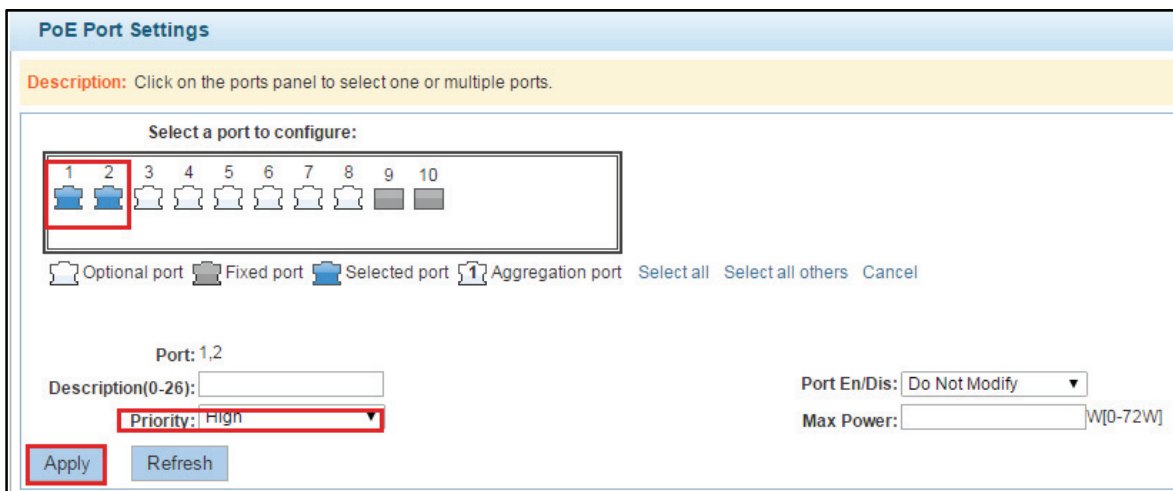 PoE Port Settings
Description: Click on the ports panel to select one or multiple ports.
Select a port to configure:
1 2 3 4 5 6 7 8 9 10
Optional port Fixed port Selected port 1 Aggregation port Select all Select all others Cancel
Port: 1,2
Description(0-26): Port En/Dis: Do Not Modify
Priority: High Max Power: W[0-72W]
Apply Refresh